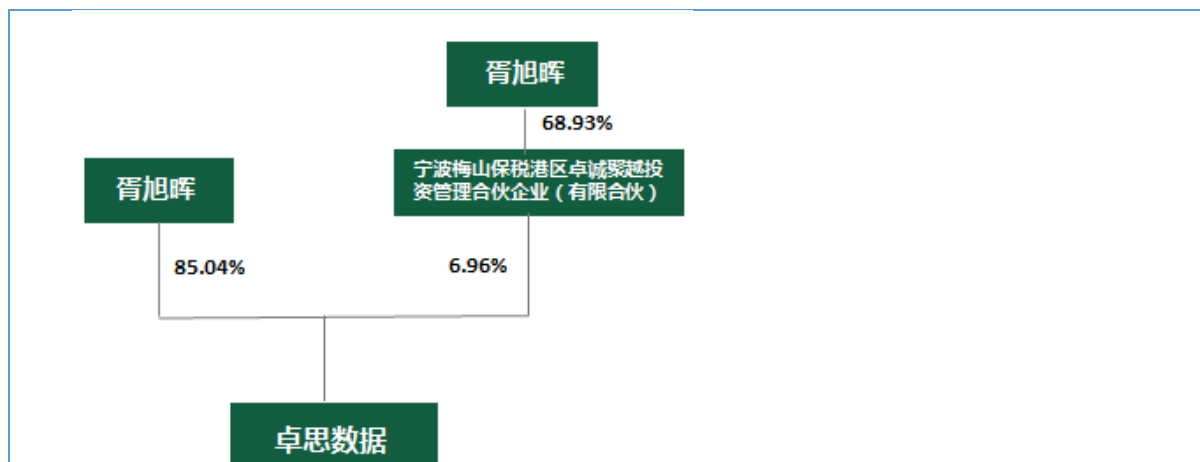 胥旭晖
68.93%
宁波梅山保税港区卓诚聚越投
资管理合伙企业（有限合伙）
胥旭晖
85.04%
6.96%
卓思数据